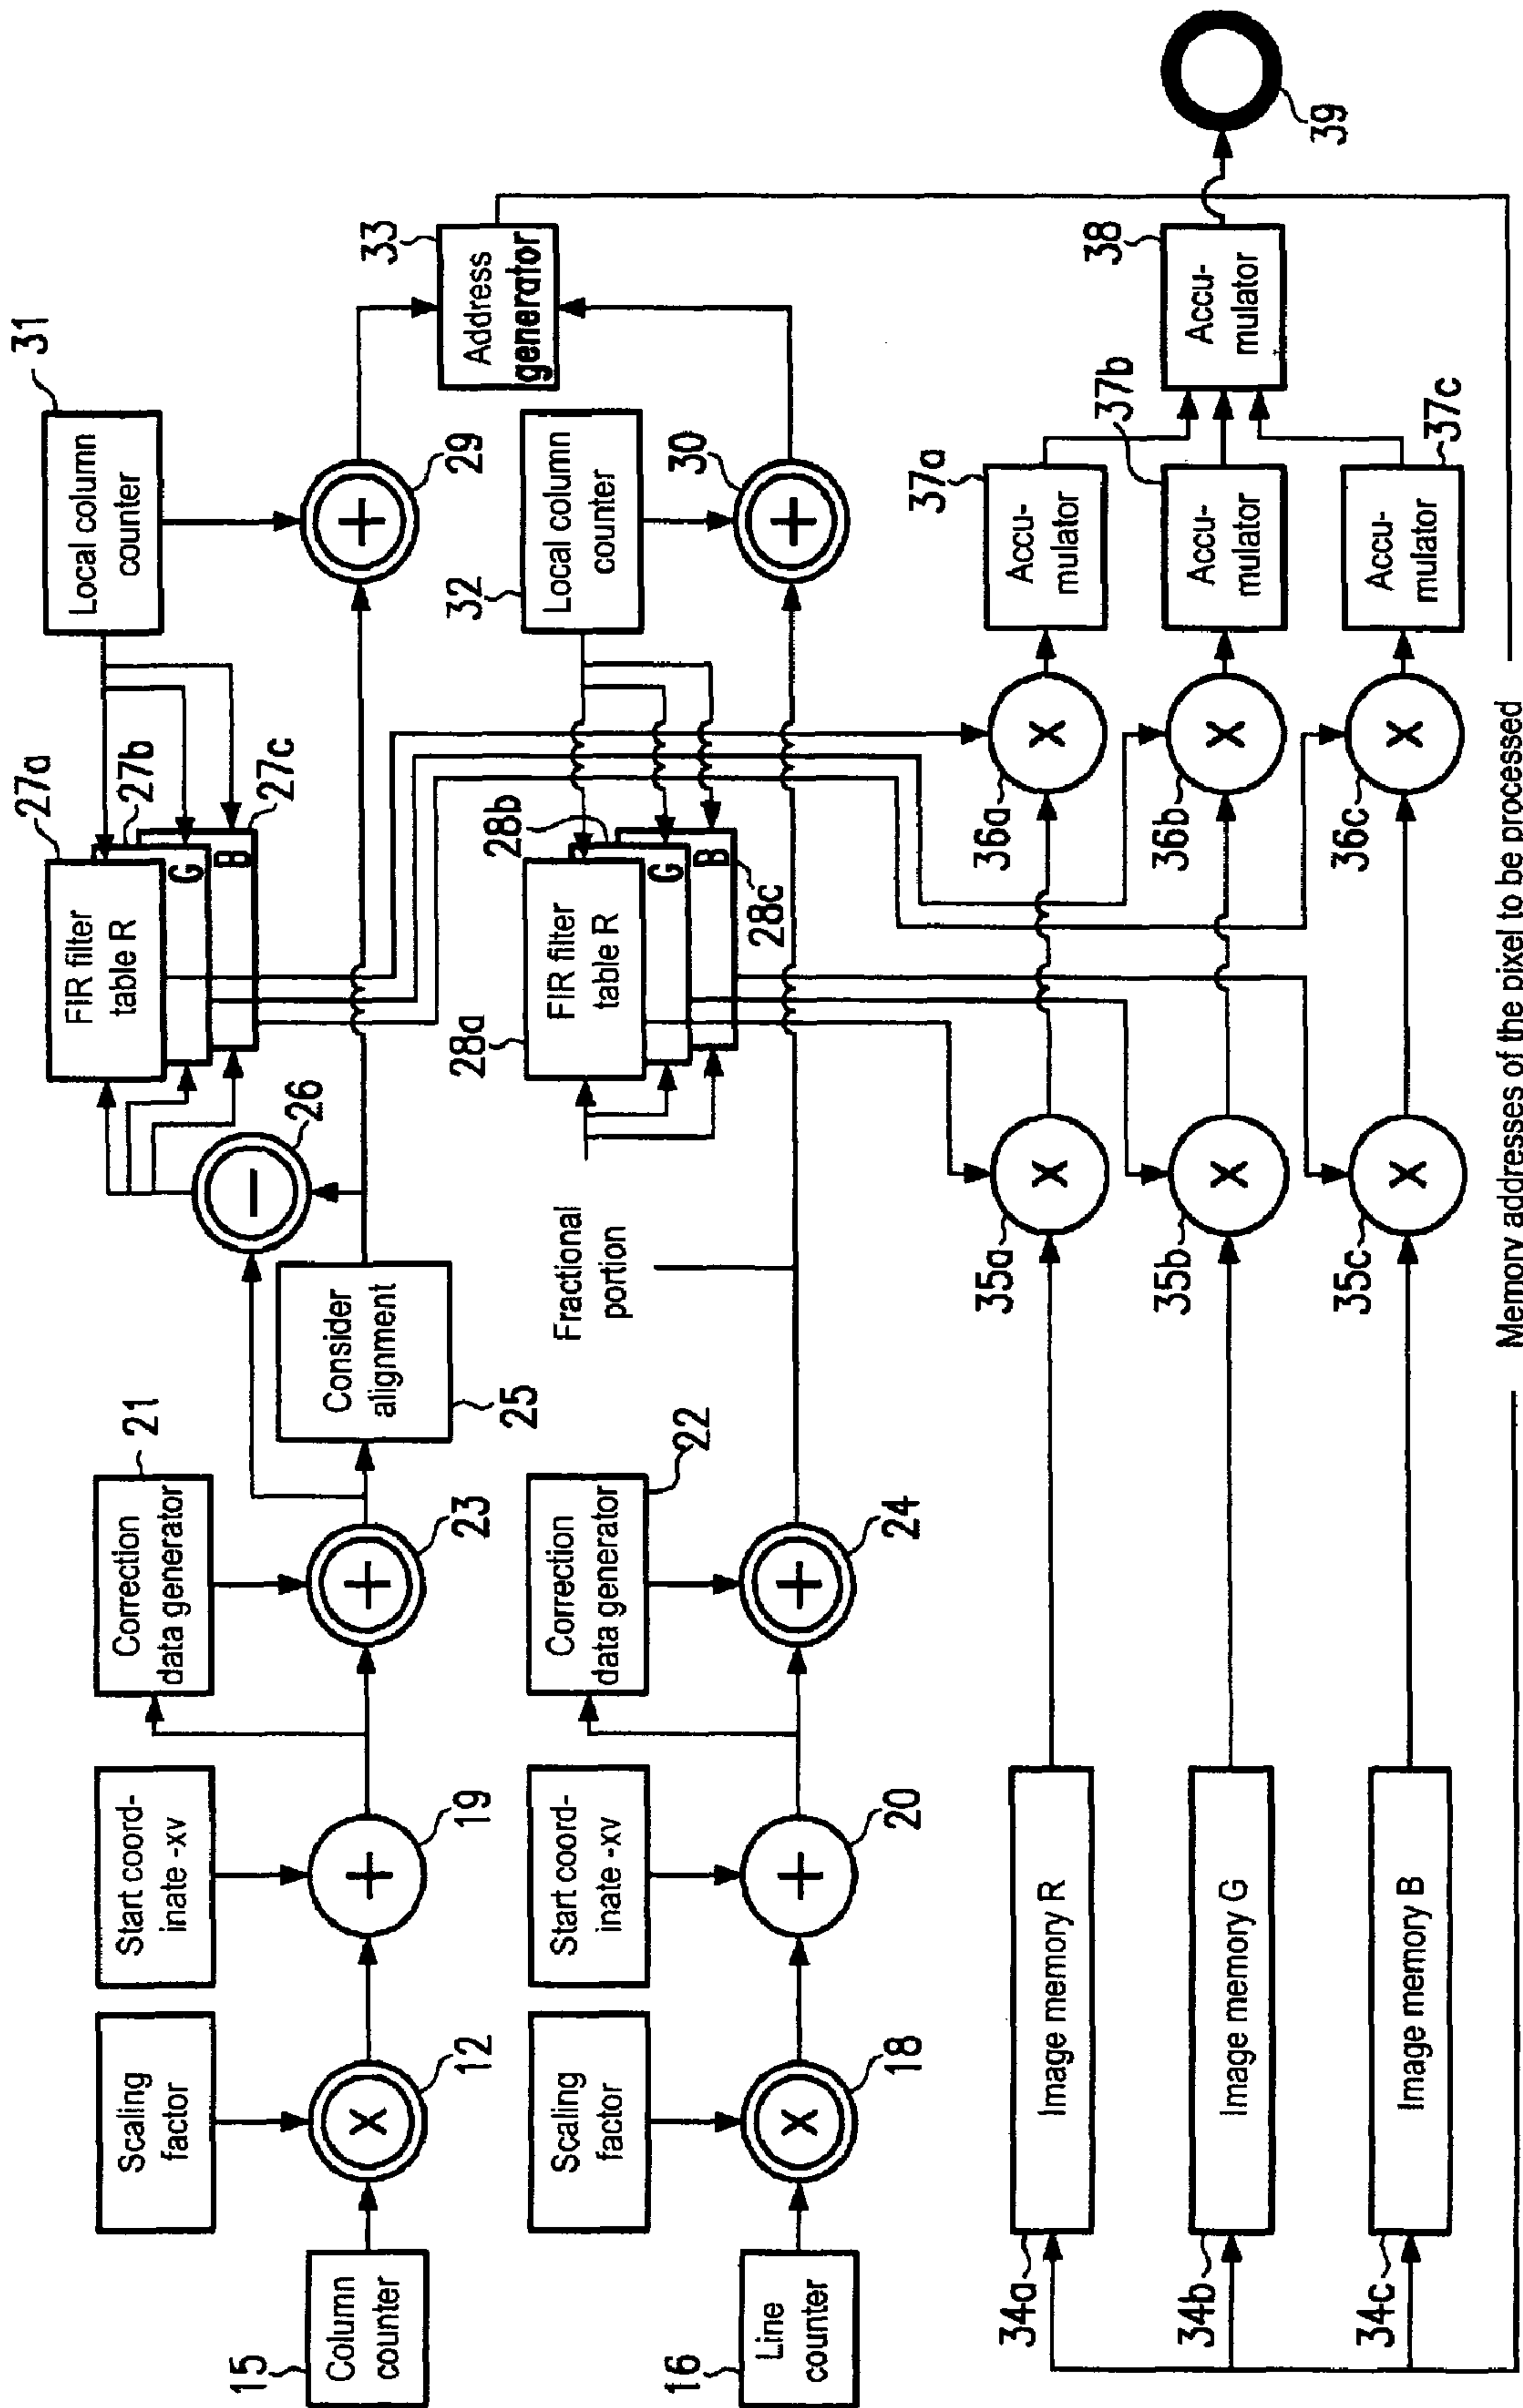 15
Column
counter
Scaling
factor
12
Start coord-
inate -xv
19
Correction
data generator
21
23
Consider
alignment
25
26
FIR filter
table R
G
B
27a
27b
27c
Local column
counter
31
29
16
Line
counter
Scaling
factor
18
Start coord-
inate -xv
20
Correction
data generator
22
24
Fractional
portion
FIR filter
table R
G
B
28a
28b
28c
Local column
counter
32
30
Address
generator
33
34a
Image memory R
35a
36a
Accu-
mulator
37a
34b
Image memory G
35b
36b
Accu-
mulator
37b
34c
Image memory B
35c
36c
Accu-
mulator
37c
Accu-
mulator
38
39
Memory addresses of the pixel to be processed